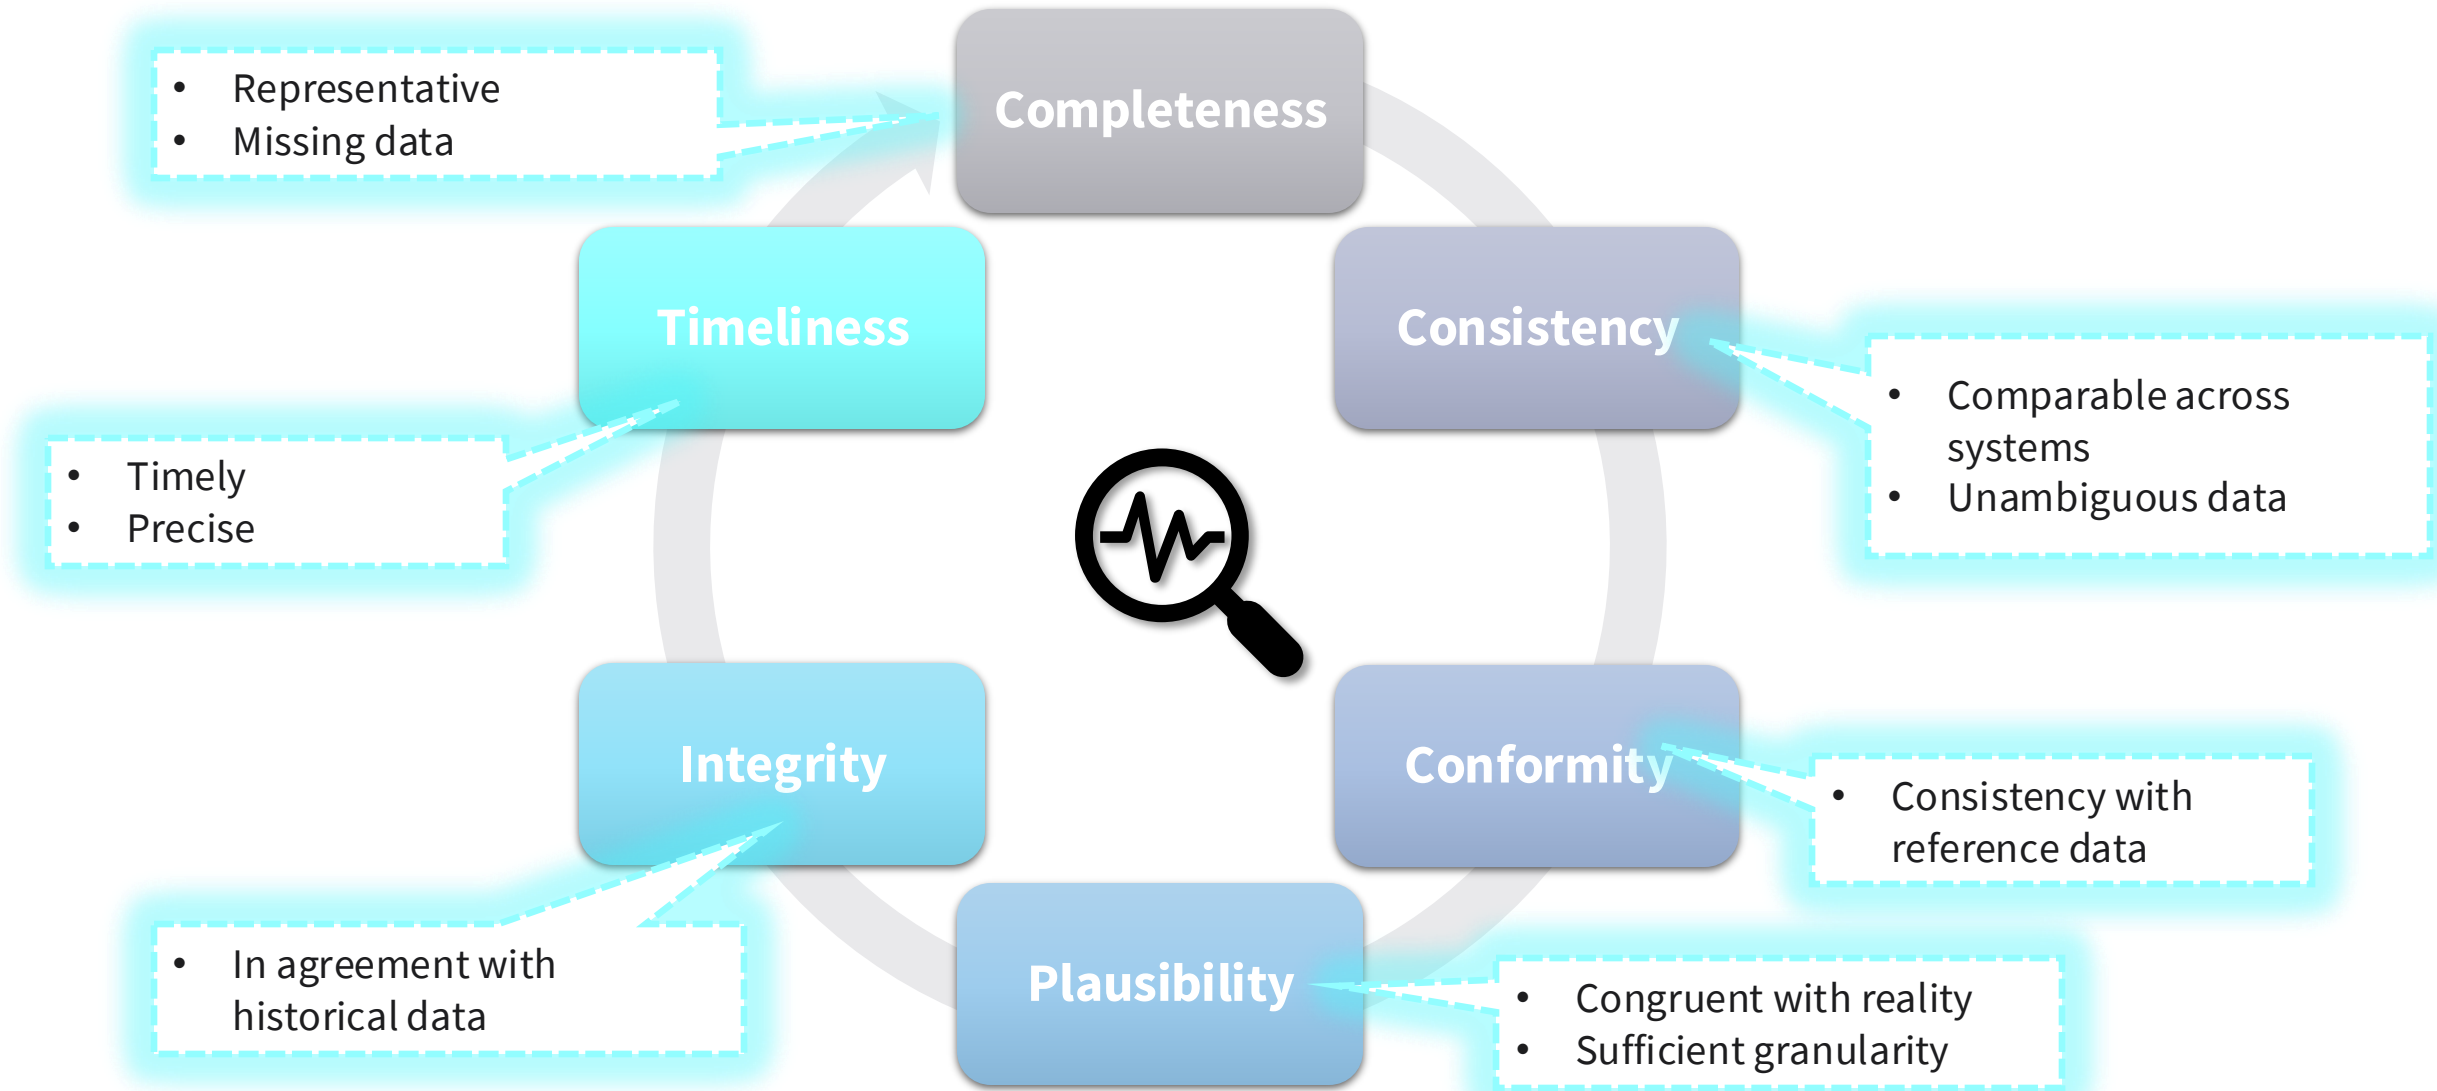 Completeness
• Representative
• Missing data
Timeliness
Consistency
• Comparable across
systems
• Unambiguous data
• Timely
• Precise
Integrity
Conformity
• Consistency with
reference data
• In agreement with
historical data
Plausibility
• Congruent with reality
• Sufficient granularity